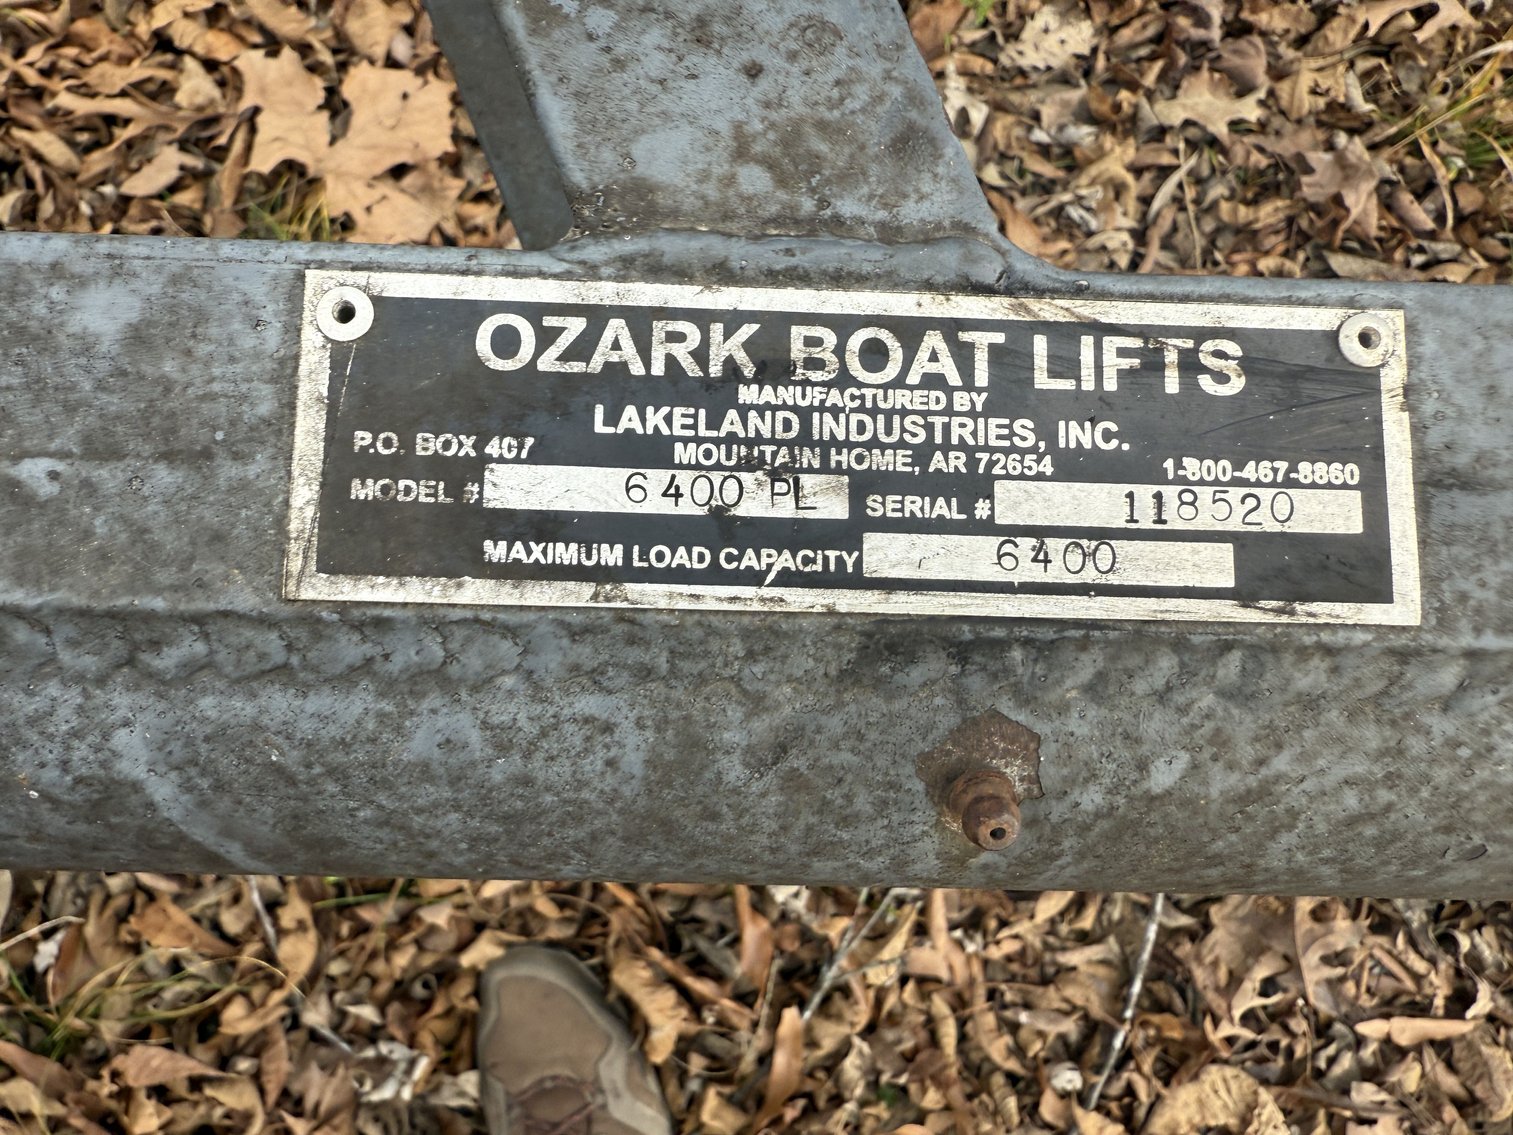 OZARK BOAT LIFTS
MANUFACTURED BY
LAKELAND INDUSTRIES, INC.
P.O. BOX 407 MOUNTAIN HOME, AR 72654 1-800-467-8860
MODEL # 6400 PL SERIAL # 118520
MAXIMUM LOAD CAPACITY 6400